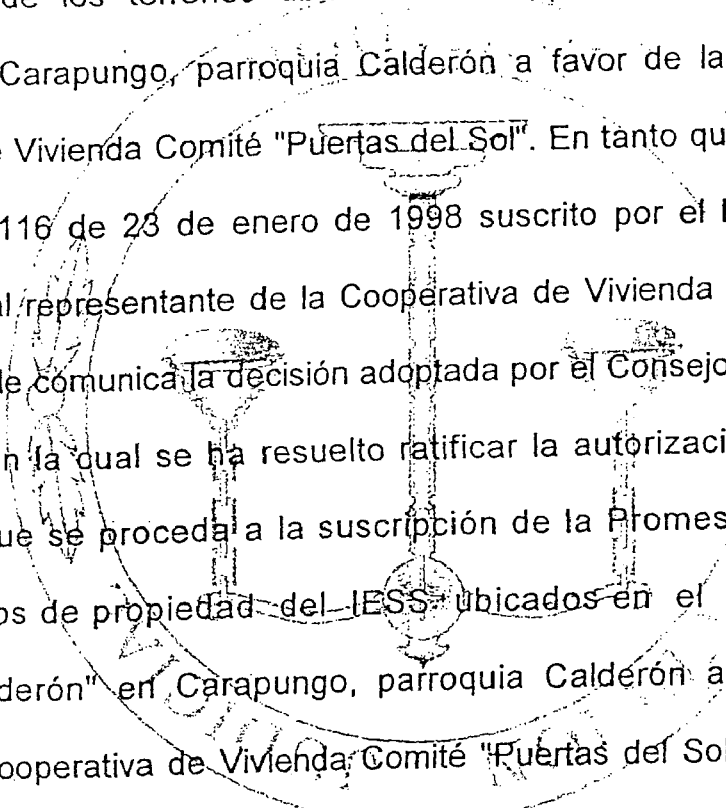 de los terrenos
Carapungo, parroquia Calderón a favor de la
Vivienda Comité "Puertas del Sol". En tanto qu
116 de 23 de enero de 1998 suscrito por el
al representante de la Cooperativa de Vivienda
le comunica la decisión adoptada por el Consejo
n la cual se ha resuelto ratificar la autorizaci
ue se proceda a la suscripción de la Promes
os de propiedad del IESS ubicados en el
derón" en Carapungo, parroquia Calderón a
ooperativa de Vivienda Comité "Puertas del Sol